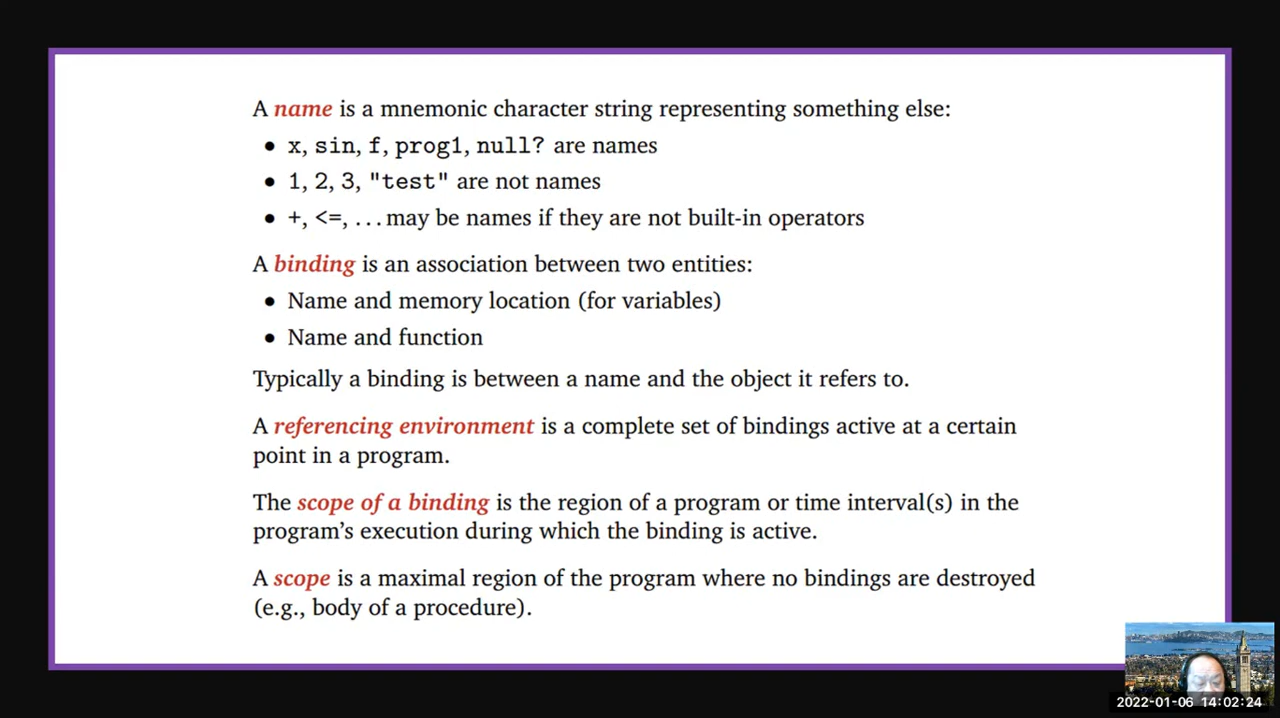 A name is a mnemonic character string representing something else:
• x, sin, f, prog1, null? are names
• 1, 2, 3, "test" are not names
• +, <=, ... may be names if they are not built-in operators
A binding is an association between two entities:
• Name and memory location (for variables)
• Name and function
Typically a binding is between a name and the object it refers to.
A referencing environment is a complete set of bindings active at a certain
point in a program.
The scope of a binding is the region of a program or time interval(s) in the
program's execution during which the binding is active.
A scope is a maximal region of the program where no bindings are destroyed
(e.g., body of a procedure).
2022-01-06 14:02:24